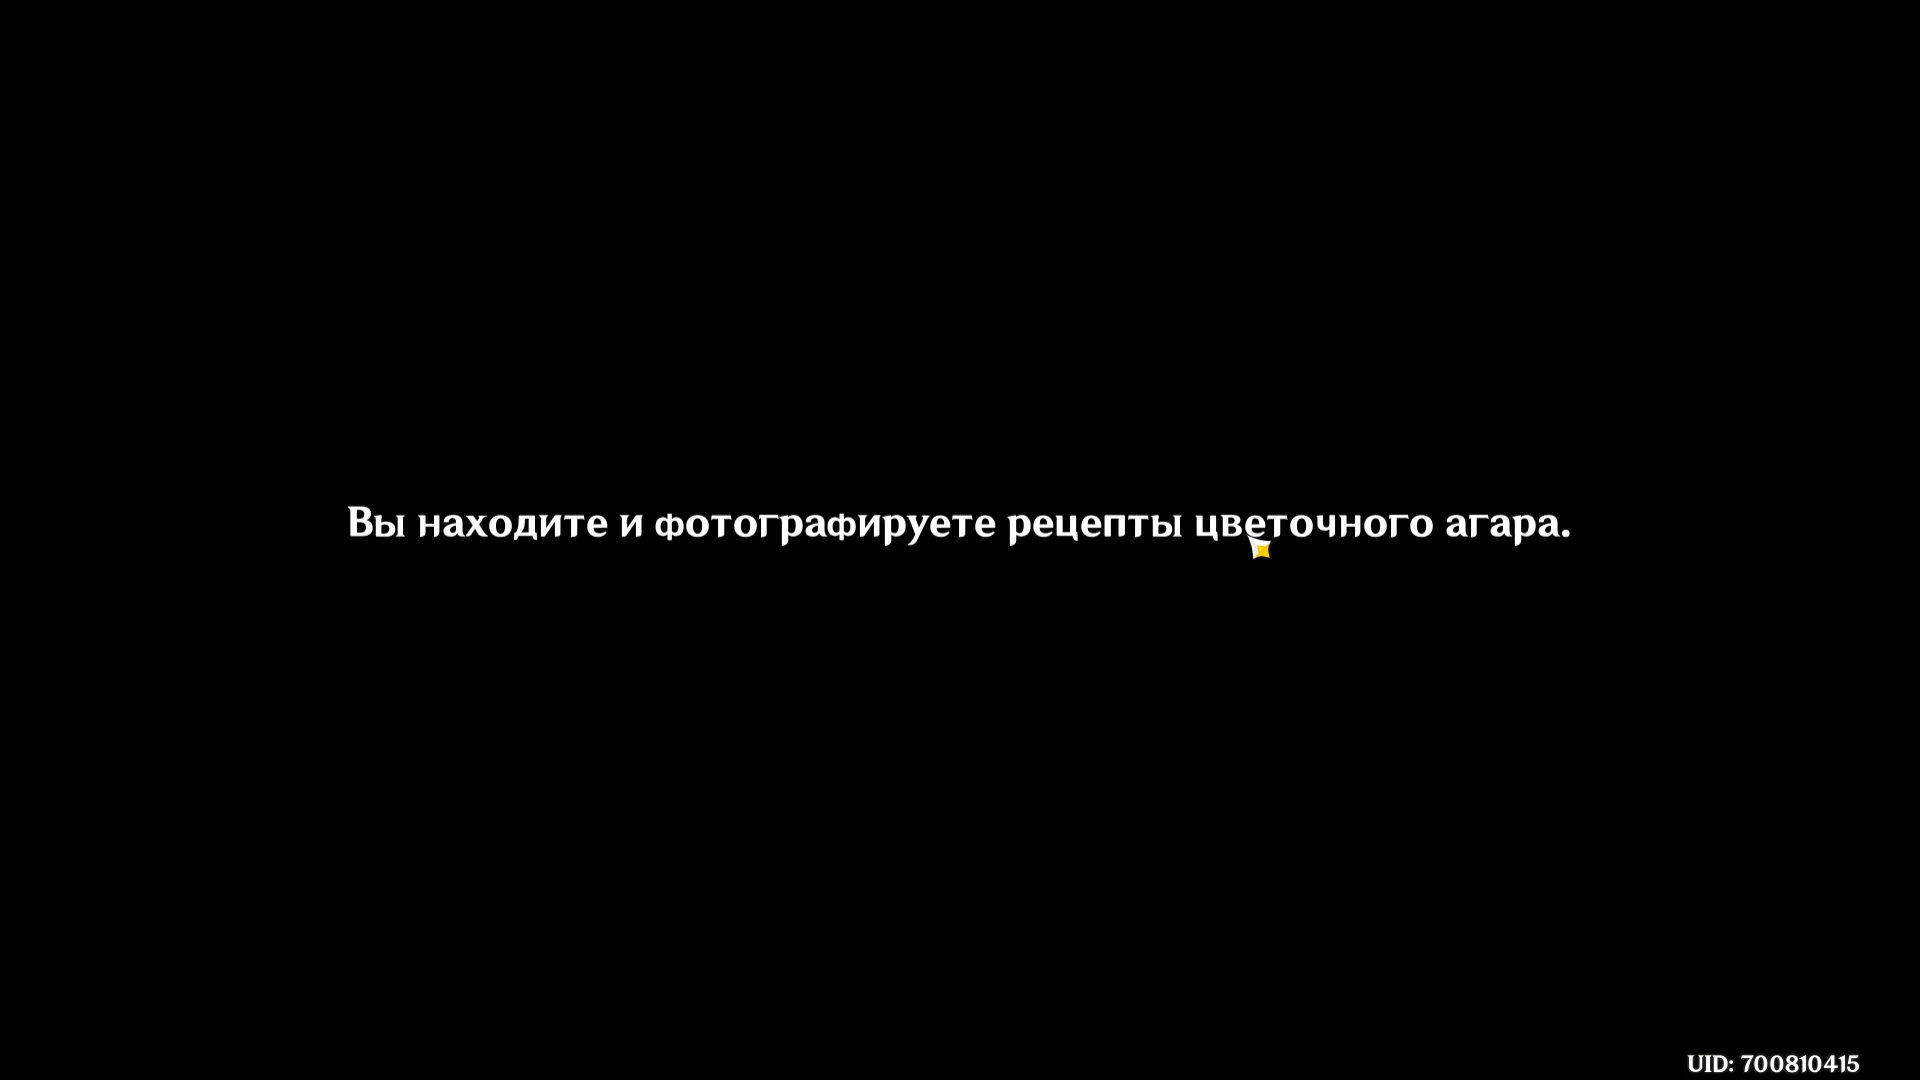 Вы находите и фотографируете рецепты цветочного агара.
UID: 700810415